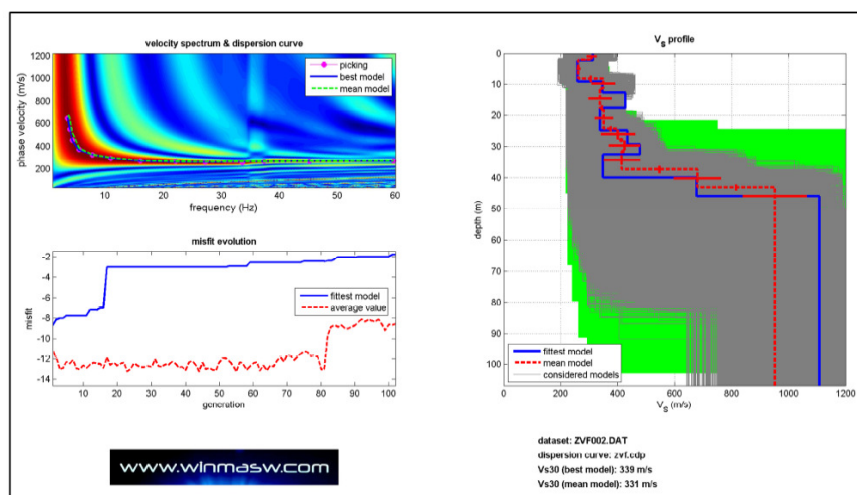 velocity spectrum & dispersion curve
1200
1000
800
600
400
200
phase velocity (m/s)
picking
best model
mean model
10 20 30 40 50 60
frequency (Hz)
misfit evolution
-2
-4
-6
-8
-10
-12
-14
misfit
fittest model
average value
10 20 30 40 50 60 70 80 90 100
generation
www.winmasw.com
VS profile
0
10
20
30
40
50
60
70
80
90
100
depth (m)
fittest model
mean model
considered models
0 200 400 600 800 1000 1200
VS (m/s)
dataset: ZVF002.DAT
dispersion curve: zvf.cdp
Vs30 (best model): 339 m/s
Vs30 (mean model): 331 m/s